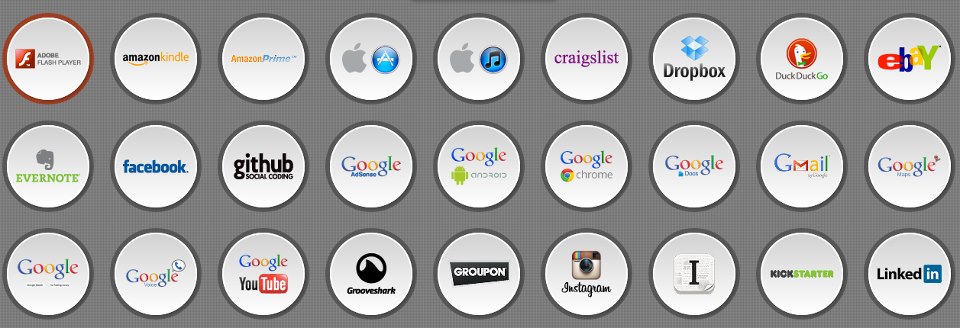 ADOBE
FLASH PLAYER
amazonkindle
AmazonPrime
craigslist
Dropbox
DuckDuckGo
ebay
EVERNOTE
facebook.
github
SOCIAL CODING
Google
AdSense
Google
android
Google
chrome
Google
Docs
GMail
by Google
Google
Maps
Google
Google
Voice
Google
YouTube
Grooveshark
GROUPON
Instagram
I
KICKSTARTER
Linked in